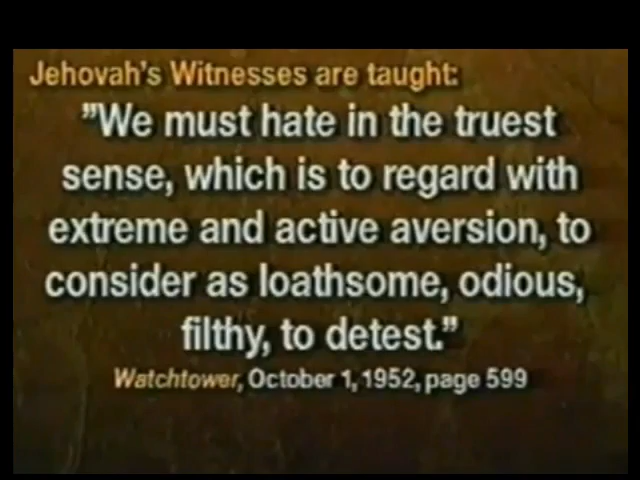 Jehovah's Witnesses are taught:
"We must hate in the truest
sense, which is to regard with
extreme and active aversion, to
consider as loathsome, odious,
filthy, to detest."
Watchtower, October 1, 1952, page 599